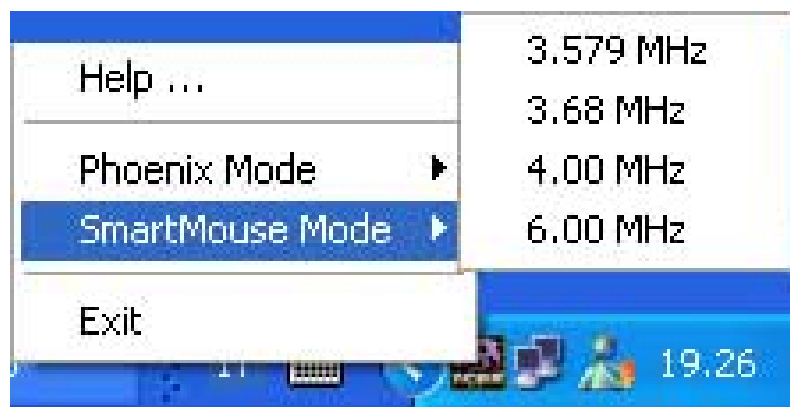 Help ...
Phoenix Mode
SmartMouse Mode
Exit
3.579 MHz
3.68 MHz
4.00 MHz
6.00 MHz
19.26